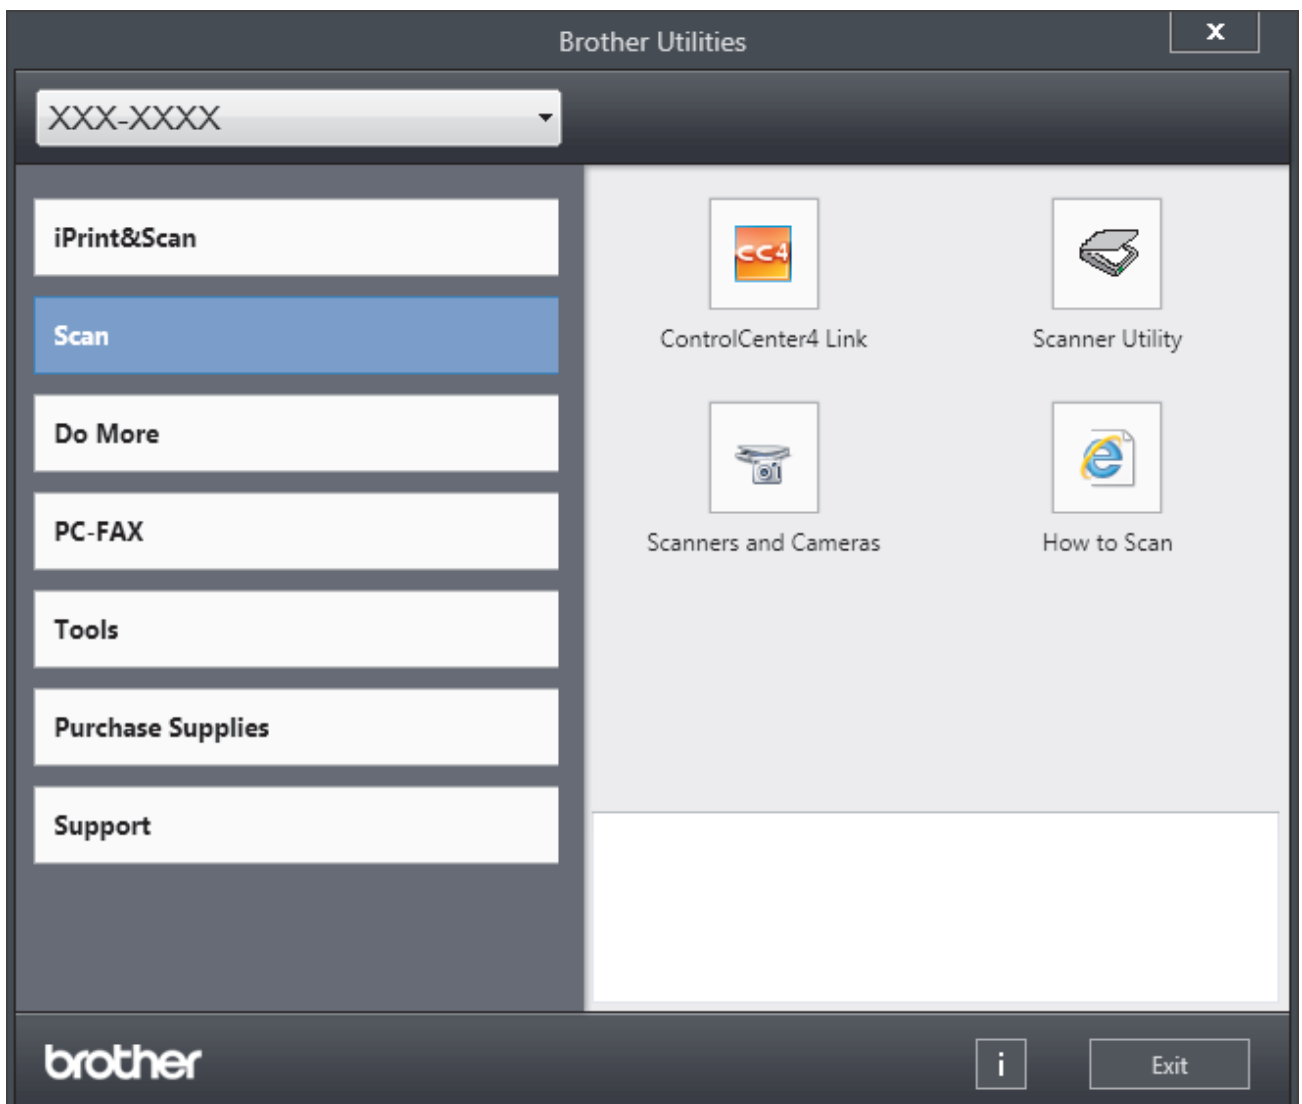 Brother Utilities
X
XXX-XXXX
iPrint&Scan
Scan
Do More
PC-FAX
Tools
Purchase Supplies
Support
CC4
ControlCenter4 Link
Scanner Utility
Scanners and Cameras
How to Scan
brother
i
Exit